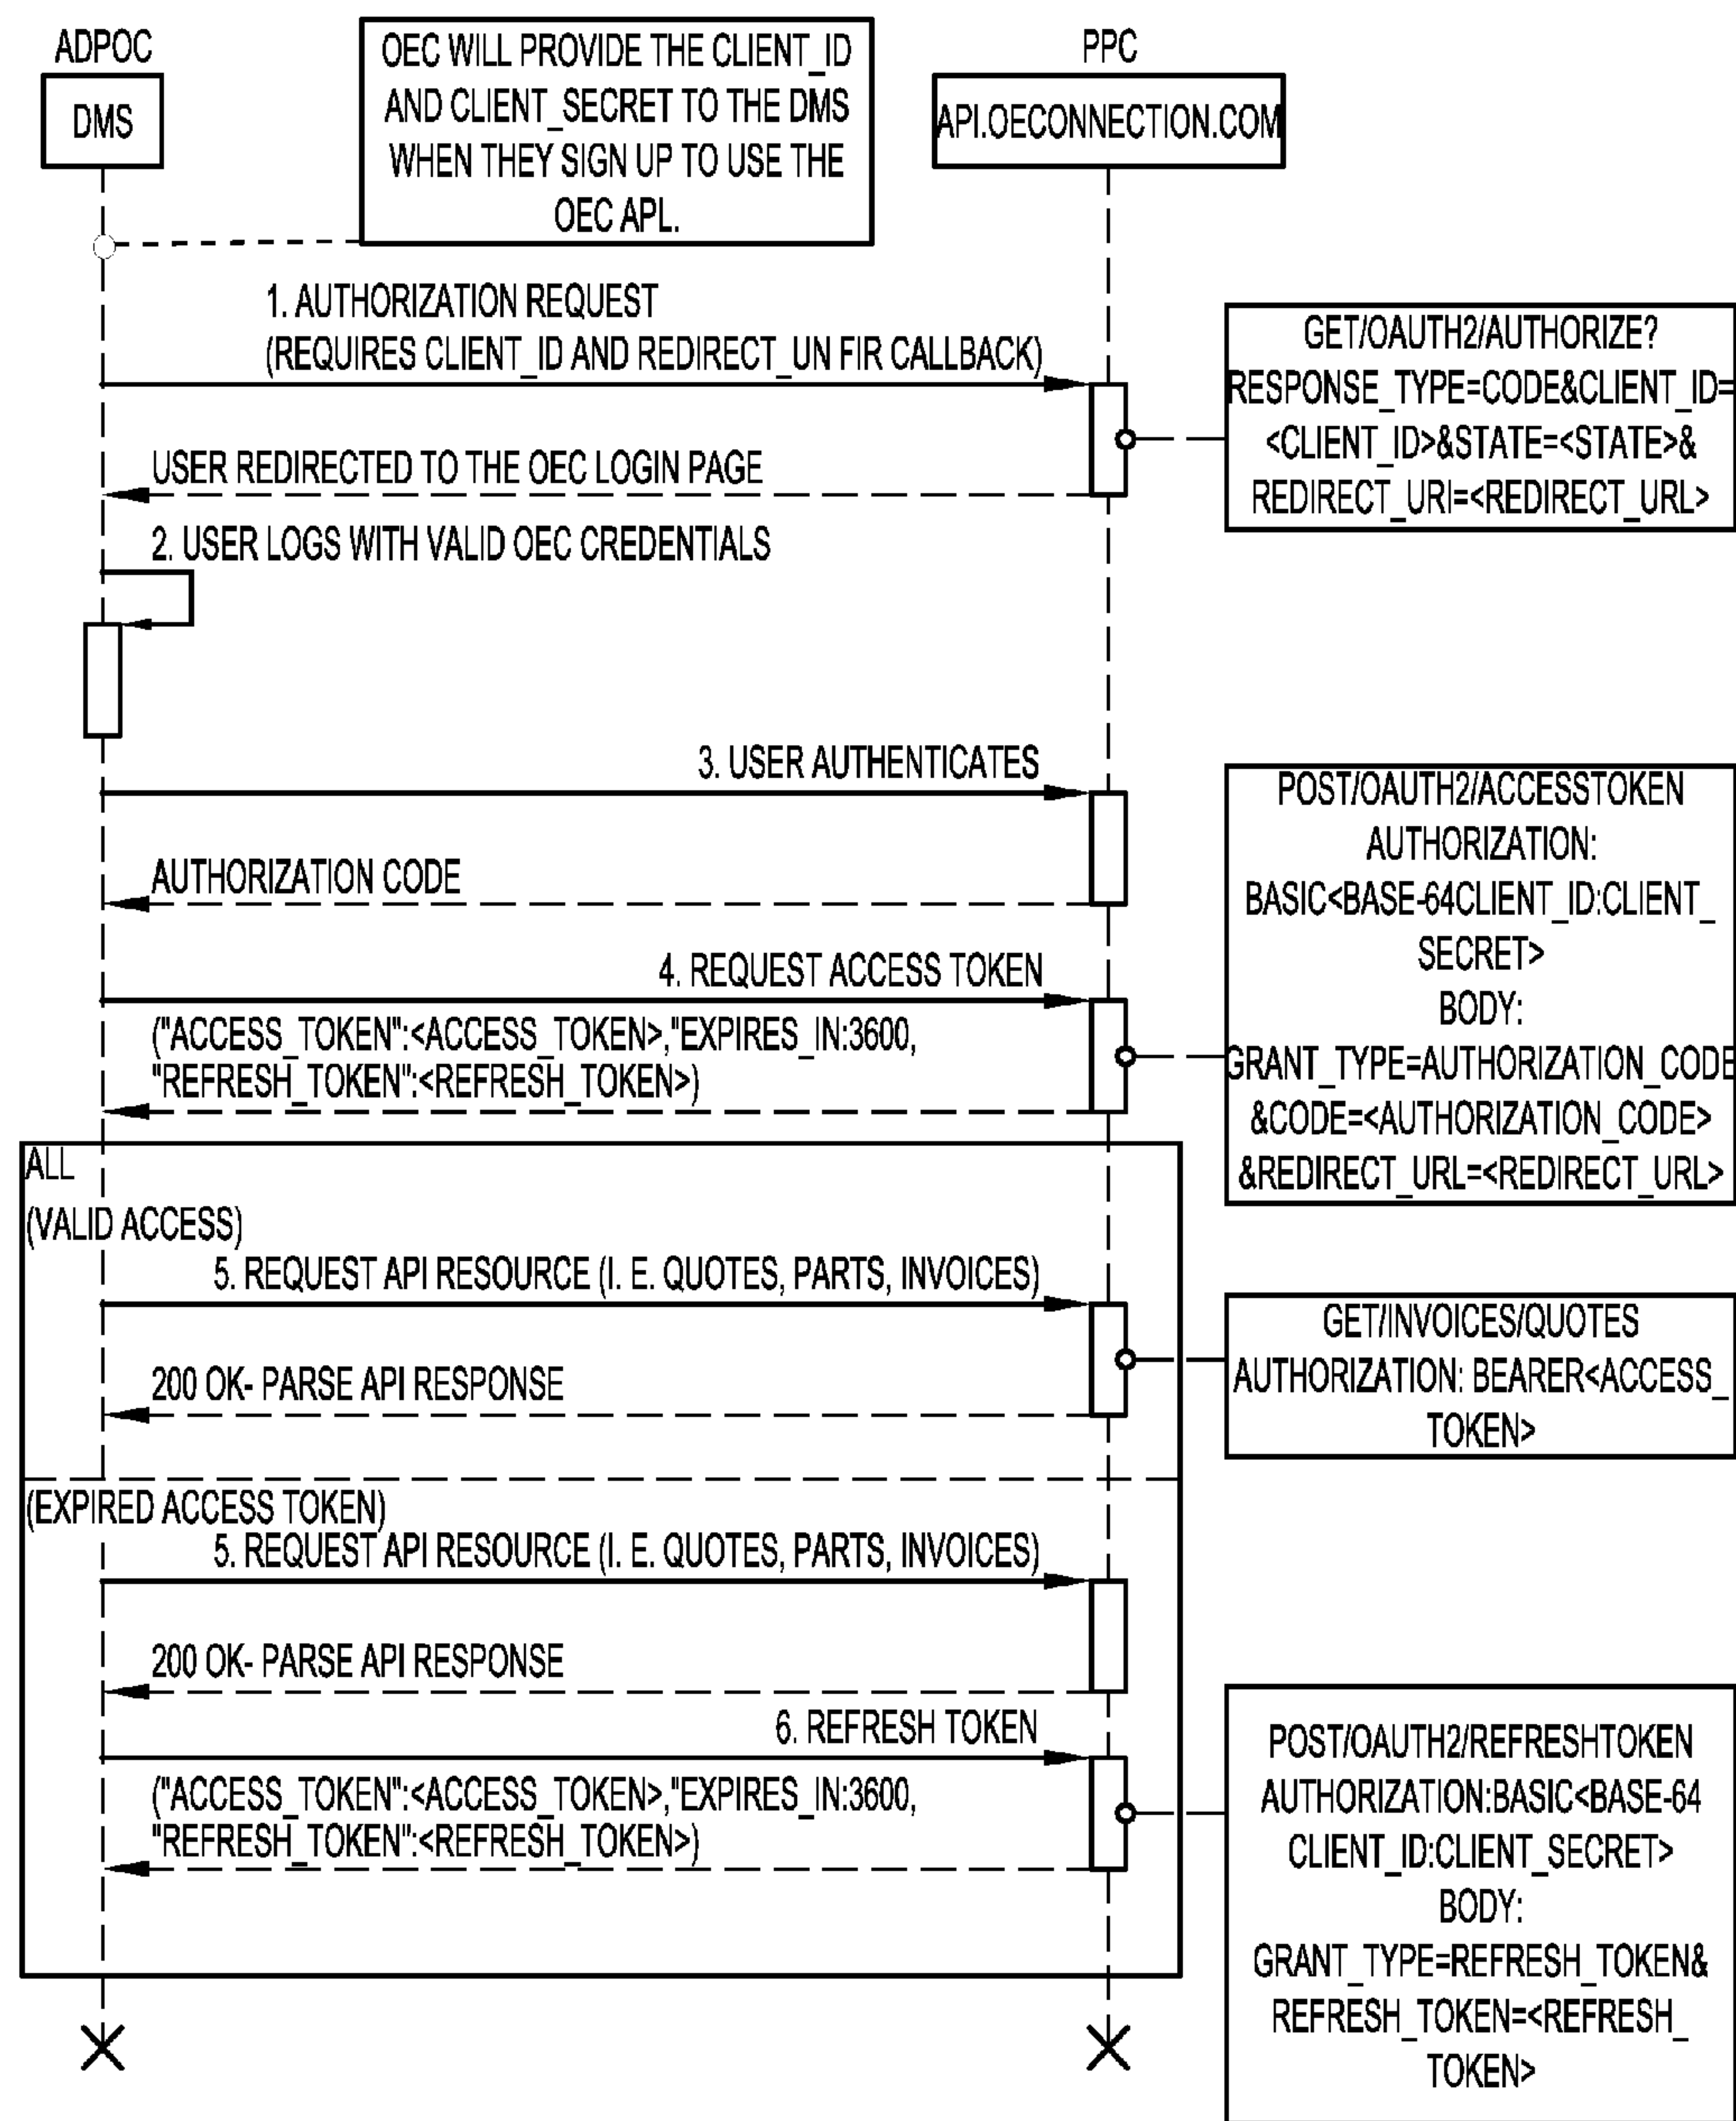 ADPOC
DMS
OEC WILL PROVIDE THE CLIENT_ID
AND CLIENT_SECRET TO THE DMS
WHEN THEY SIGN UP TO USE THE
OEC APL.
PPC
API.OECONNECTION.COM
1. AUTHORIZATION REQUEST
(REQUIRES CLIENT_ID AND REDIRECT_UN FIR CALLBACK)
GET/OAUTH2/AUTHORIZE?
RESPONSE_TYPE=CODE&CLIENT_ID=
<CLIENT_ID>&STATE=<STATE>&
REDIRECT_URI=<REDIRECT_URL>
USER REDIRECTED TO THE OEC LOGIN PAGE
2. USER LOGS WITH VALID OEC CREDENTIALS
3. USER AUTHENTICATES
AUTHORIZATION CODE
4. REQUEST ACCESS TOKEN
("ACCESS_TOKEN":<ACCESS_TOKEN>,"EXPIRES_IN:3600,
"REFRESH_TOKEN":<REFRESH_TOKEN>)
POST/OAUTH2/ACCESSTOKEN
AUTHORIZATION:
BASIC<BASE-64CLIENT_ID:CLIENT_
SECRET>
BODY:
GRANT_TYPE=AUTHORIZATION_CODE
&CODE=<AUTHORIZATION_CODE>
&REDIRECT_URL=<REDIRECT_URL>
ALL
(VALID ACCESS)
5. REQUEST API RESOURCE (I. E. QUOTES, PARTS, INVOICES)
200 OK- PARSE API RESPONSE
GET/INVOICES/QUOTES
AUTHORIZATION: BEARER<ACCESS_
TOKEN>
(EXPIRED ACCESS TOKEN)
5. REQUEST API RESOURCE (I. E. QUOTES, PARTS, INVOICES)
200 OK- PARSE API RESPONSE
6. REFRESH TOKEN
("ACCESS_TOKEN":<ACCESS_TOKEN>,"EXPIRES_IN:3600,
"REFRESH_TOKEN":<REFRESH_TOKEN>)
POST/OAUTH2/REFRESHTOKEN
AUTHORIZATION:BASIC<BASE-64
CLIENT_ID:CLIENT_SECRET>
BODY:
GRANT_TYPE=REFRESH_TOKEN&
REFRESH_TOKEN=<REFRESH_
TOKEN>